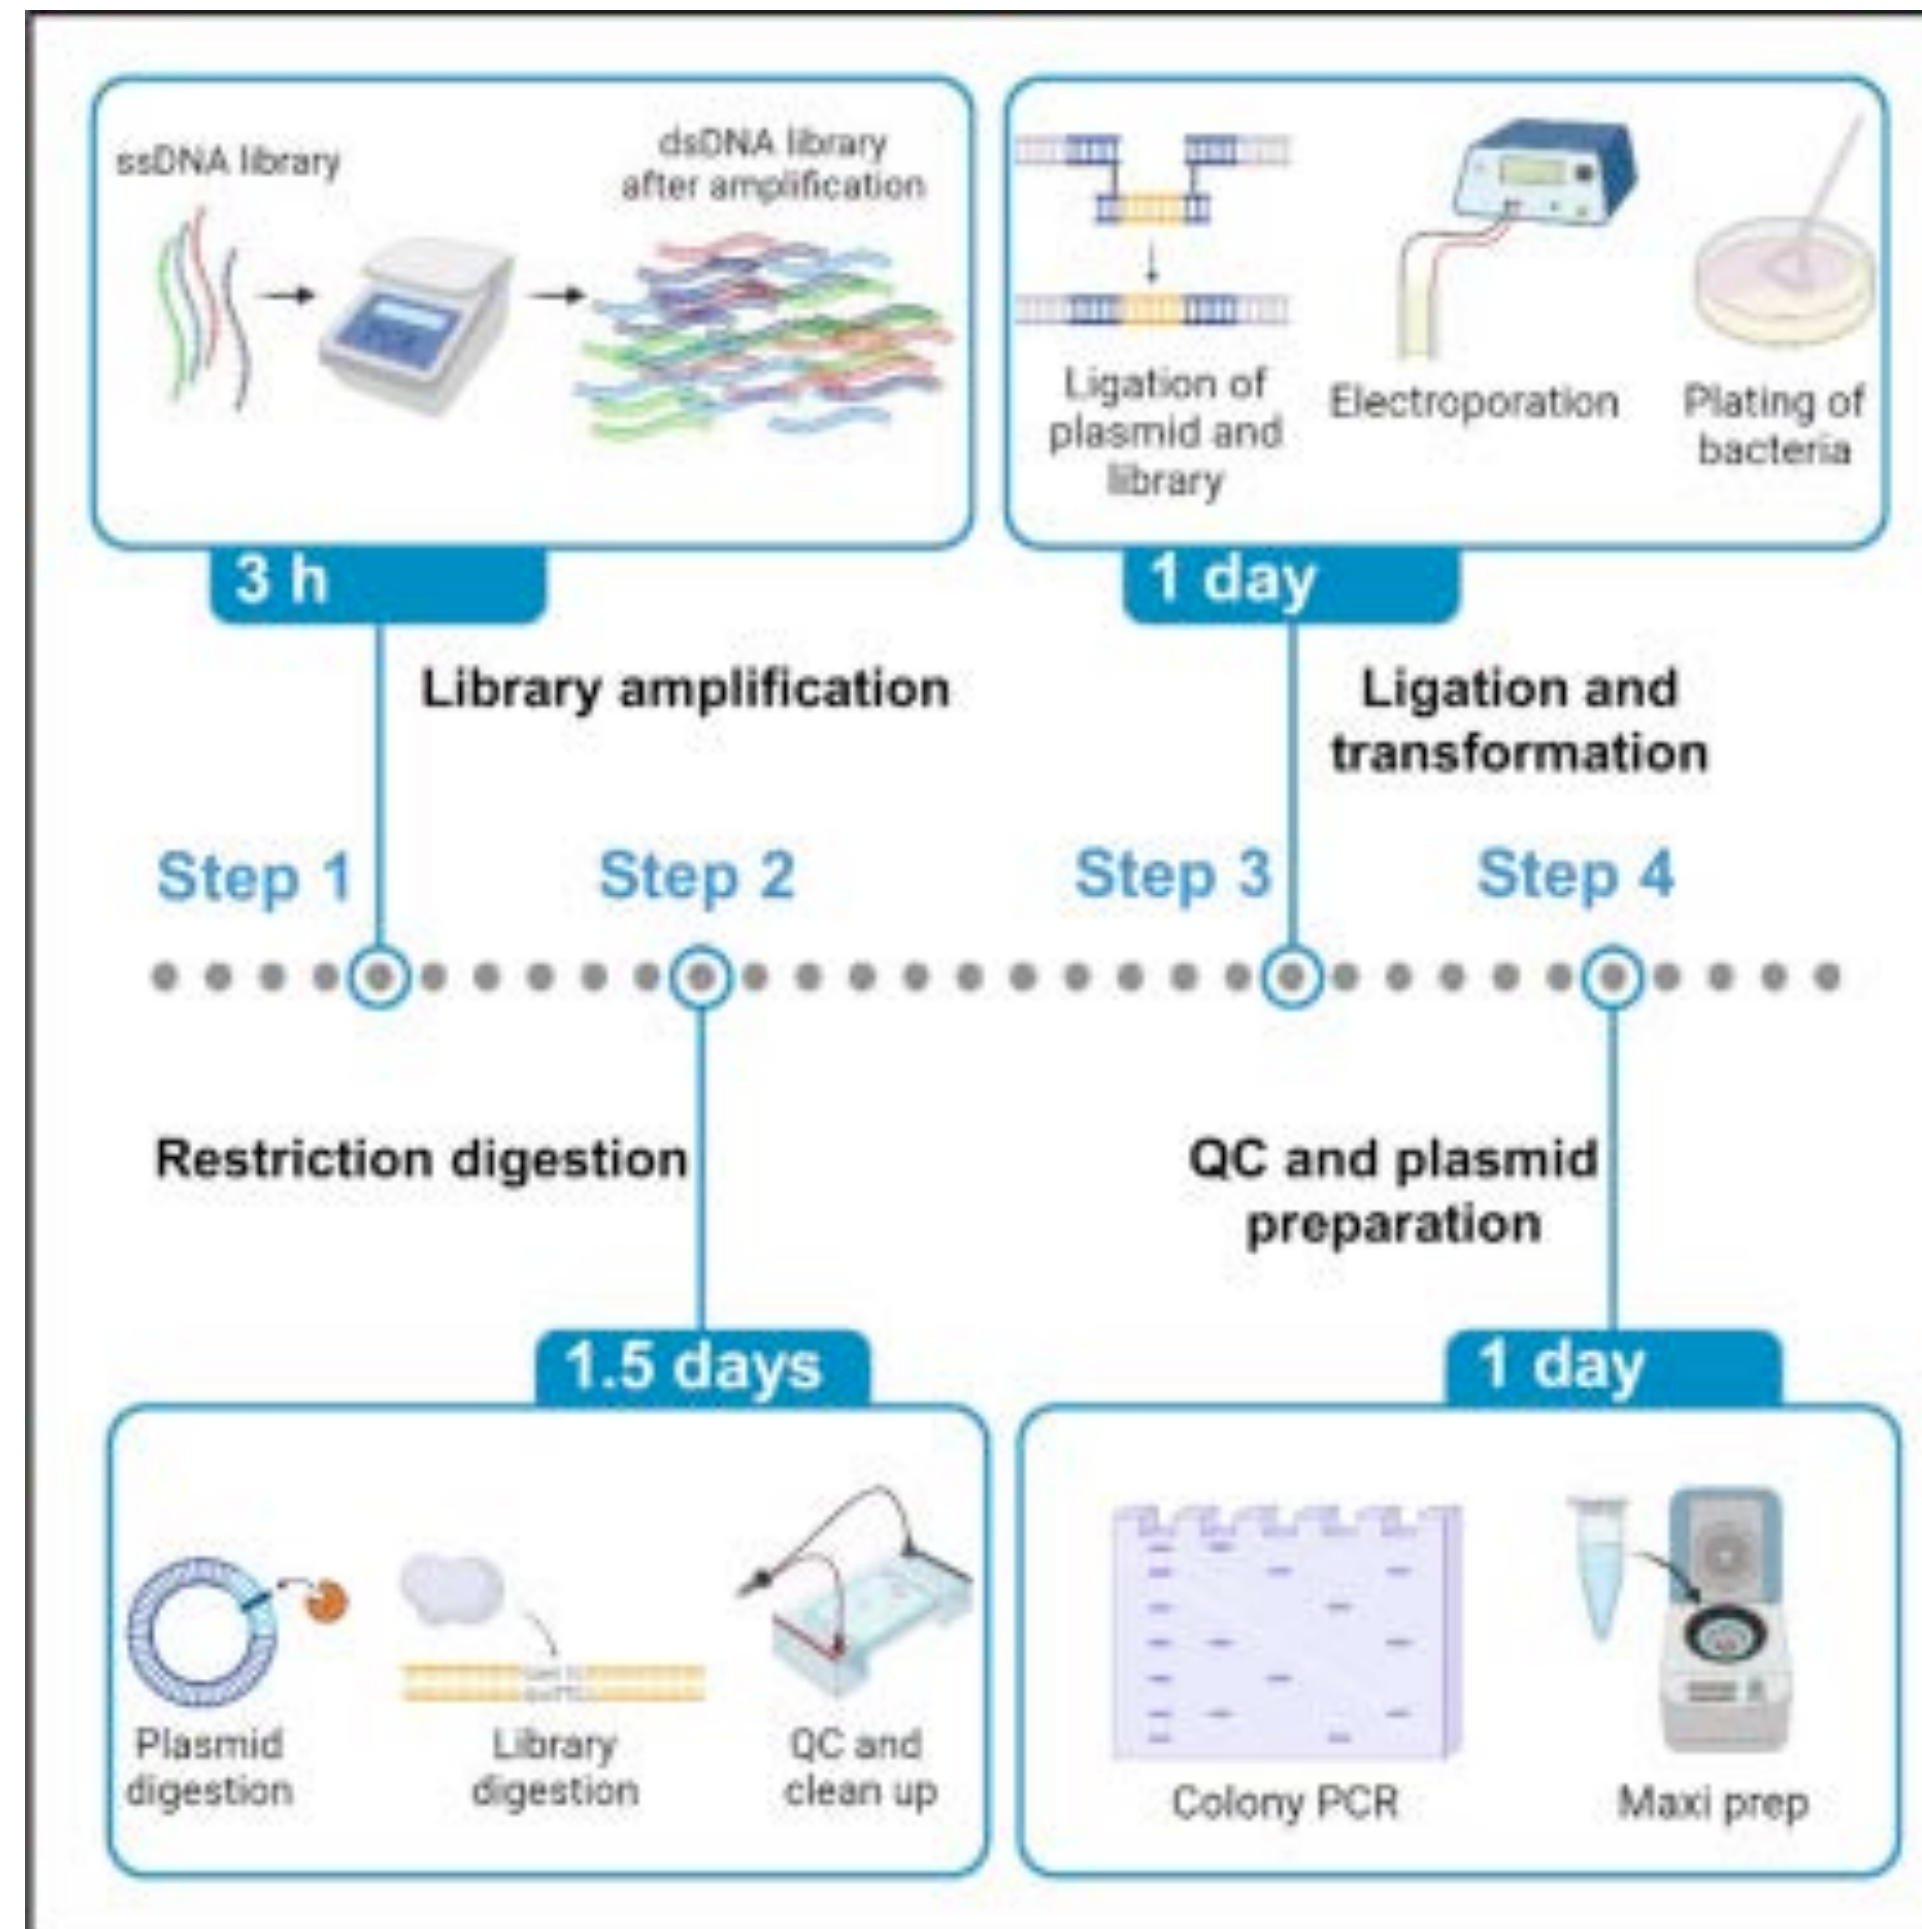 ssDNA library
dsDNA library
after amplification
Ligation of
plasmid and
library
Electroporation
Plating of
bacteria
3 h
1 day
Library amplification
Ligation and
transformation
Step 1
Step 2
Step 3
Step 4
Restriction digestion
QC and plasmid
preparation
1.5 days
1 day
Plasmid
digestion
Library
digestion
QC and
clean up
Colony PCR
Maxi prep